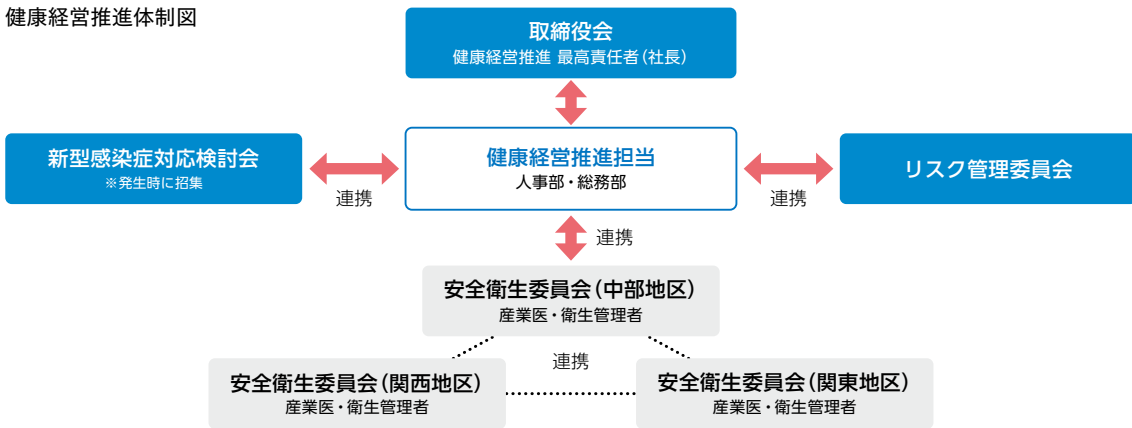 健康経営推進体制図
取締役会
健康経営推進 最高責任者(社長)
新型感染症対応検討会
※発生時に招集
連携
健康経営推進担当
人事部・総務部
連携
リスク管理委員会
連携
安全衛生委員会(中部地区)
産業医・衛生管理者
連携
安全衛生委員会(関西地区)
産業医・衛生管理者
安全衛生委員会(関東地区)
産業医・衛生管理者